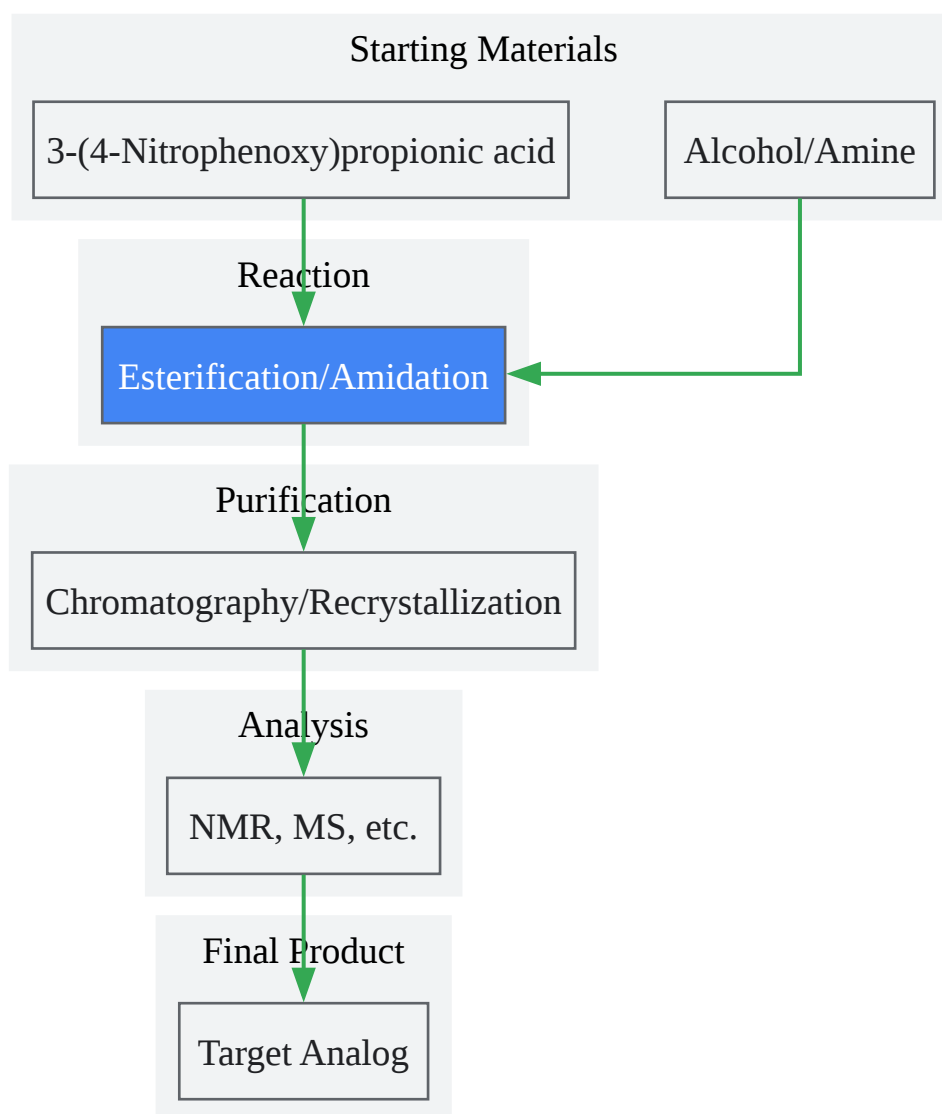 Starting Materials
3-(4-Nitrophenoxy)propionic acid
Alcohol/Amine
Reaction
Esterification/Amidation
Purification
Chromatography/Recrystallization
Analysis
NMR, MS, etc.
Final Product
Target Analog